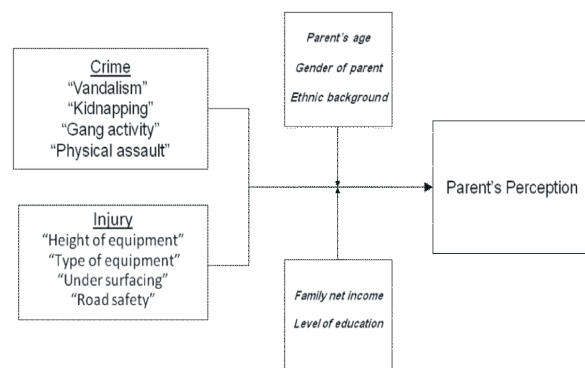 Crime
“Vandalism”
“Kidnapping”
“Gang activity”
“Physical assault”
Injury
“Height of equipment”
“Type of equipment”
“Under surfacing”
“Road safety”
Parent’s age
Gender of parent
Ethnic background
Family net income
Level of education
Parent’s Perception